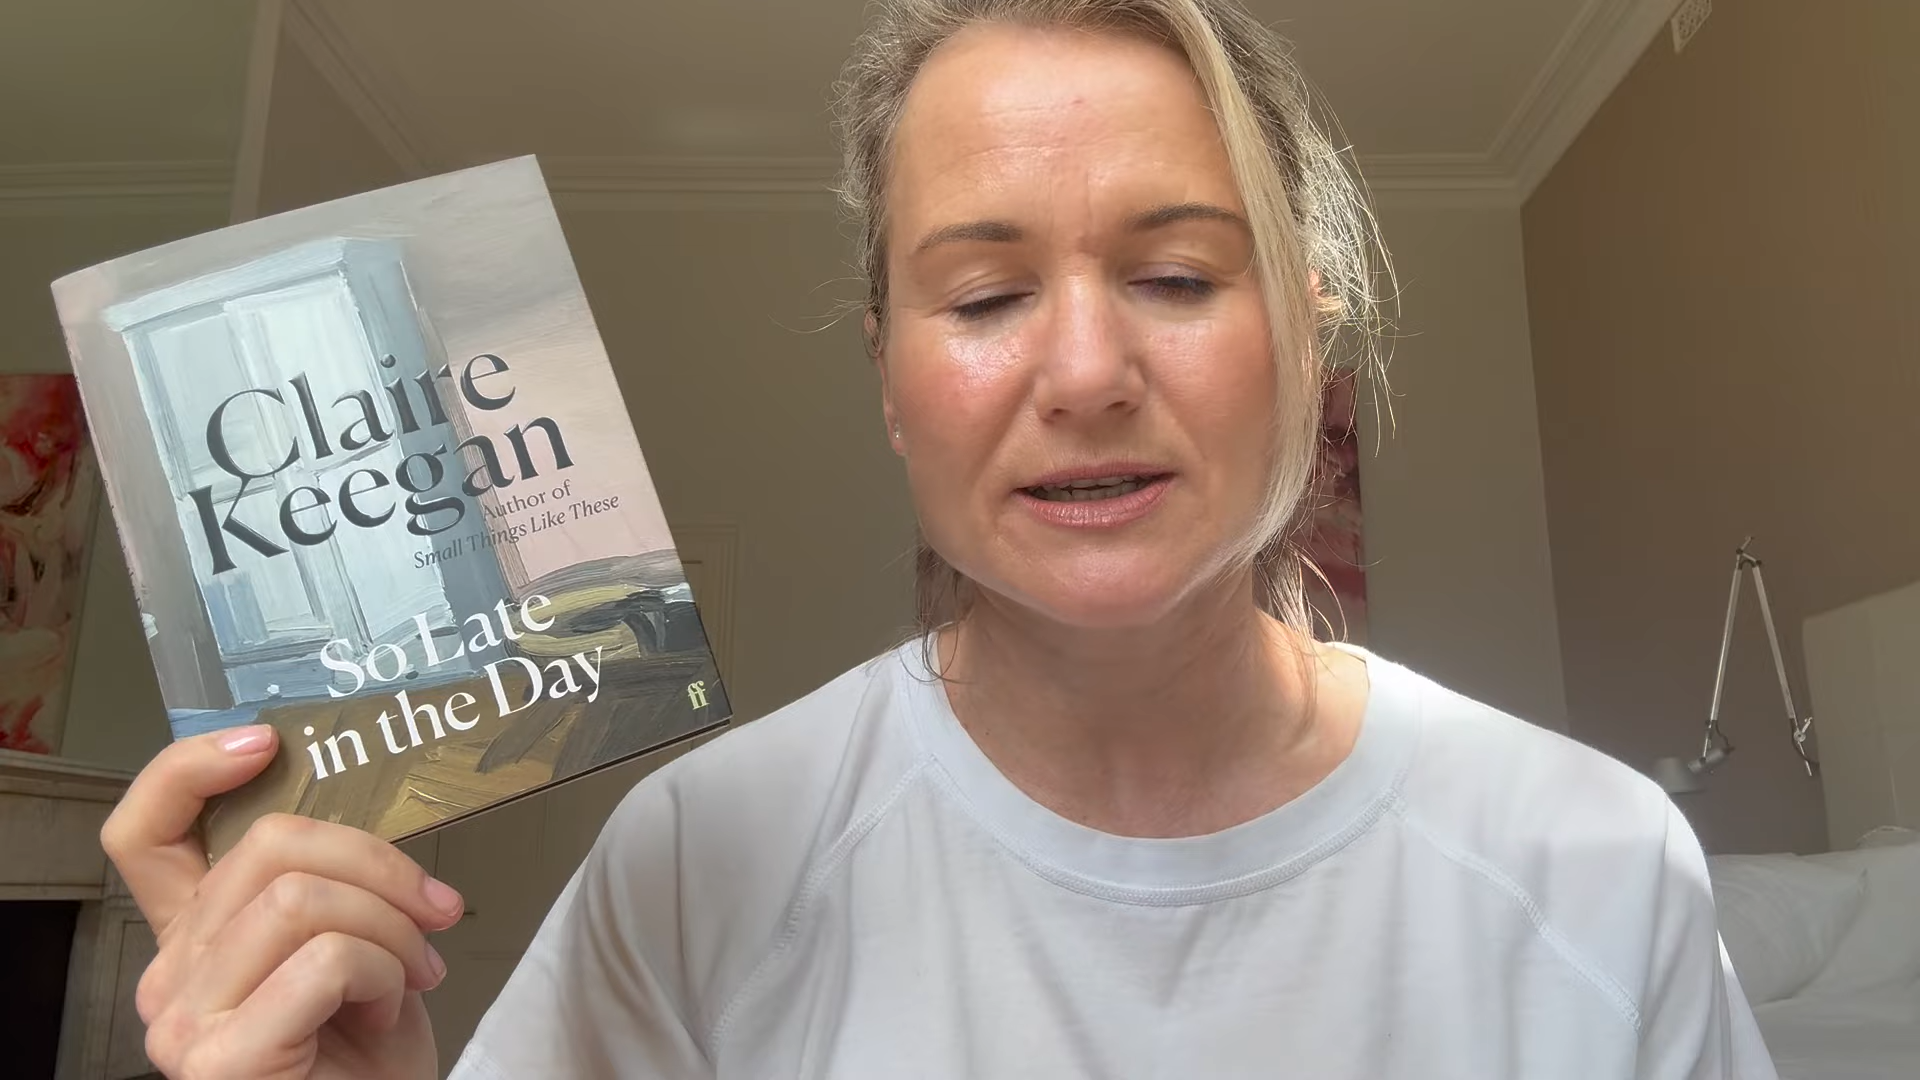 Claire
Keegan
Author of
Small Things Like These
So Late
in the Day
ff